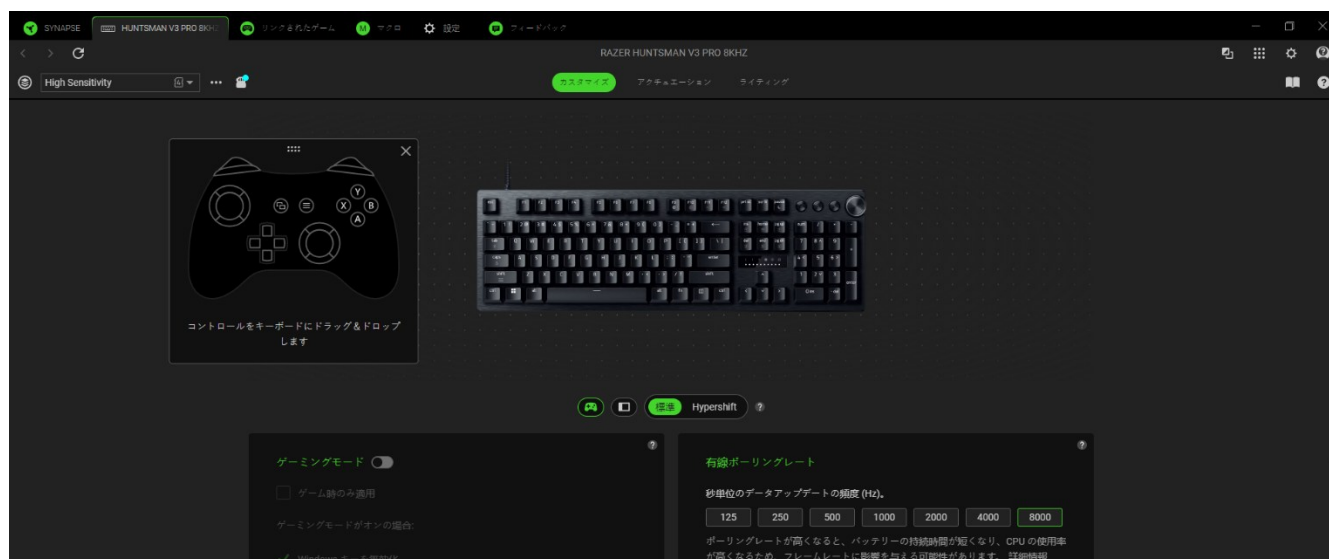 SYNAPSE
HUNTSMAN V3 PRO 8KHZ
リンクされたゲーム
マクロ
設定
フィードバック
RAZER HUNTSMAN V3 PRO 8KHZ
High Sensitivity
カスタマイズ
アクチュエーション
ライティング
Y
X
B
A
コントロールをキーボードにドラッグ&ドロップ
します
標準
Hypershift
ゲーミングモード
ゲーム時のみ適用
ゲーミングモードがオンの場合:
有線ポーリングレート
秒単位のデータアップデートの頻度 (Hz)。
125 250 500 1000 2000 4000 8000
ポーリングレートが高くなると、バッテリーの持続時間が短くなり、CPU の使用率
が高くなるため、フレームレートに影響を与える可能性があります。 詳細情報